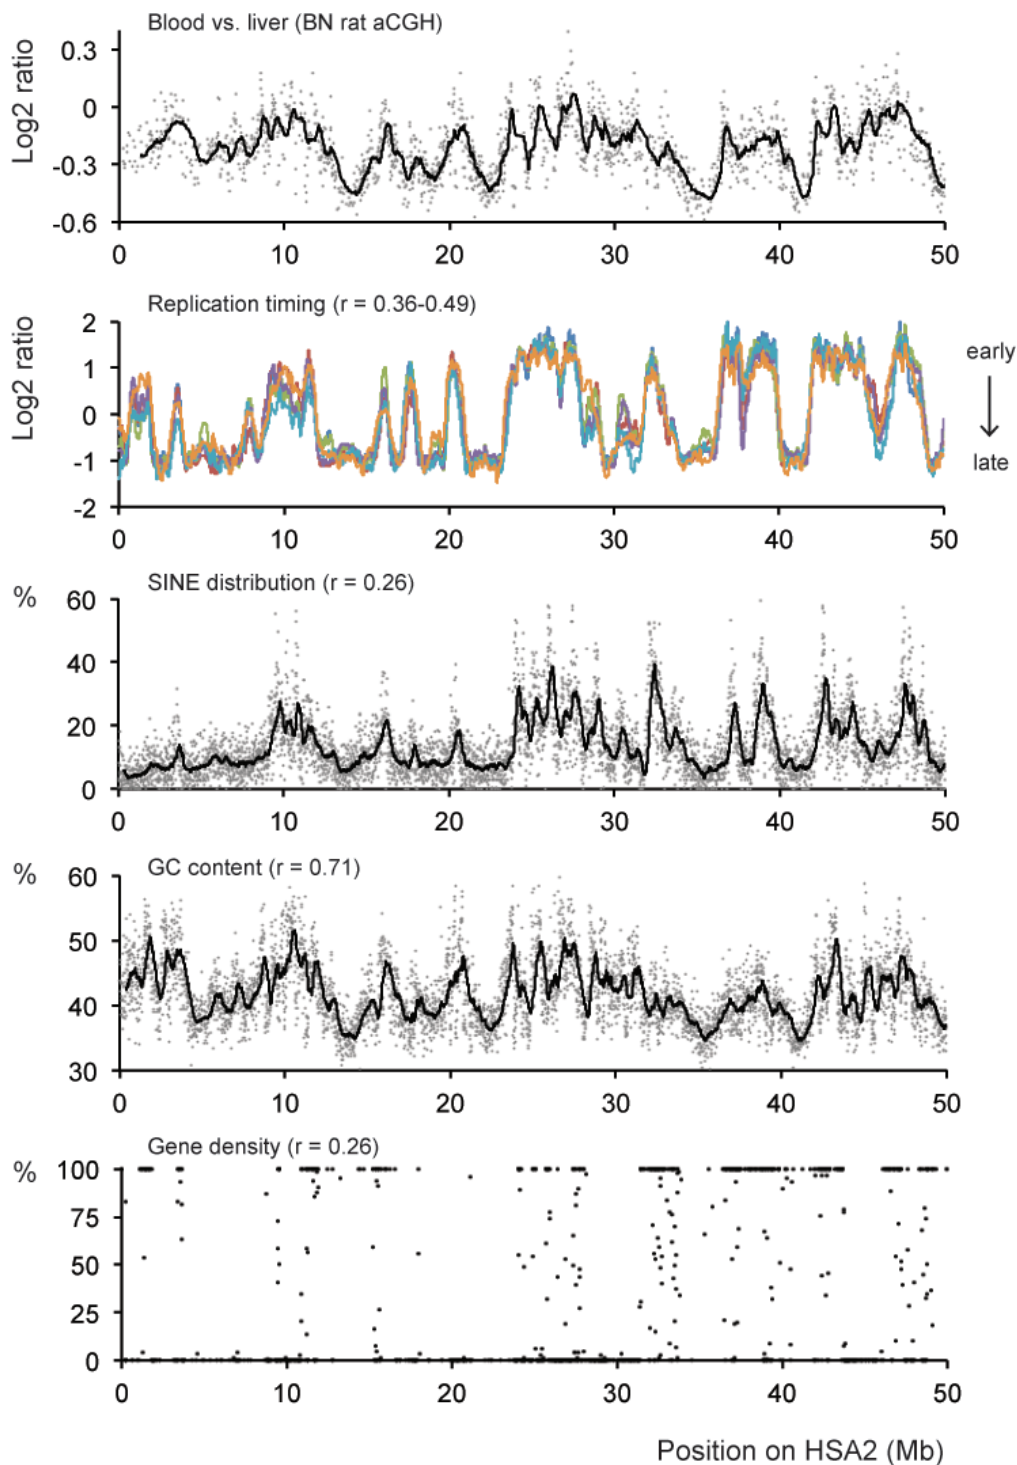 Blood vs. liver (BN rat aCGH)
Log2 ratio
0.3
0
-0.3
-0.6
0 10 20 30 40 50
Replication timing (r = 0.36-0.49)
Log2 ratio
2
1
0
-1
-2
early
late
0 10 20 30 40 50
SINE distribution (r = 0.26)
%
60
40
20
0
0 10 20 30 40 50
GC content (r = 0.71)
%
60
50
40
30
0 10 20 30 40 50
Gene density (r = 0.26)
%
100
75
50
25
0
0 10 20 30 40 50
Position on HSA2 (Mb)